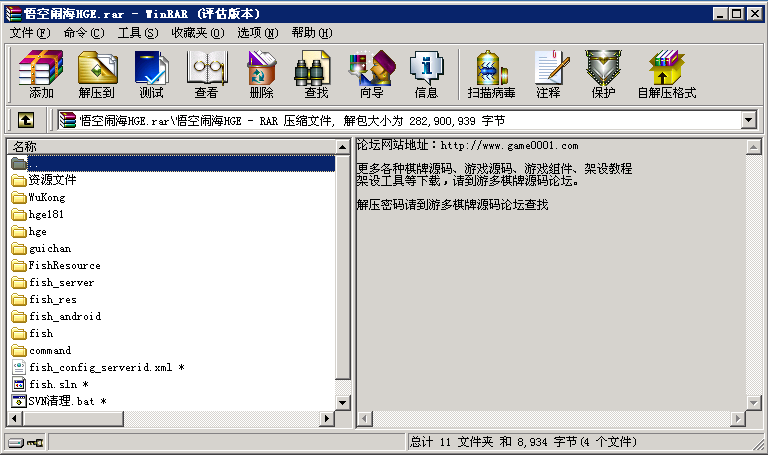 悟空闹海HGE.rar - WinRAR (评估版本)
文件(F) 命令(C) 工具(S) 收藏夹(O) 选项(N) 帮助(H)
添加 解压到 测试 查看 删除 查找 向导 信息 扫描病毒 注释 保护 自解压格式
悟空闹海HGE.rar\悟空闹海HGE - RAR 压缩文件, 解包大小为 282,900,939 字节
名称
..
资源文件
WuKong
hge181
hge
guichan
FishResource
fish_server
fish_res
fish_android
fish
command
fish_config_serverid.xml *
fish.sln *
SVN清理.bat *
论坛网站地址：http://www.game0001.com
更多各种棋牌源码、游戏源码、游戏组件、架设教程
架设工具等下载，请到游多棋牌源码论坛。
解压密码请到游多棋牌源码论坛查找
总计 11 文件夹 和 8,934 字节(4 个文件)